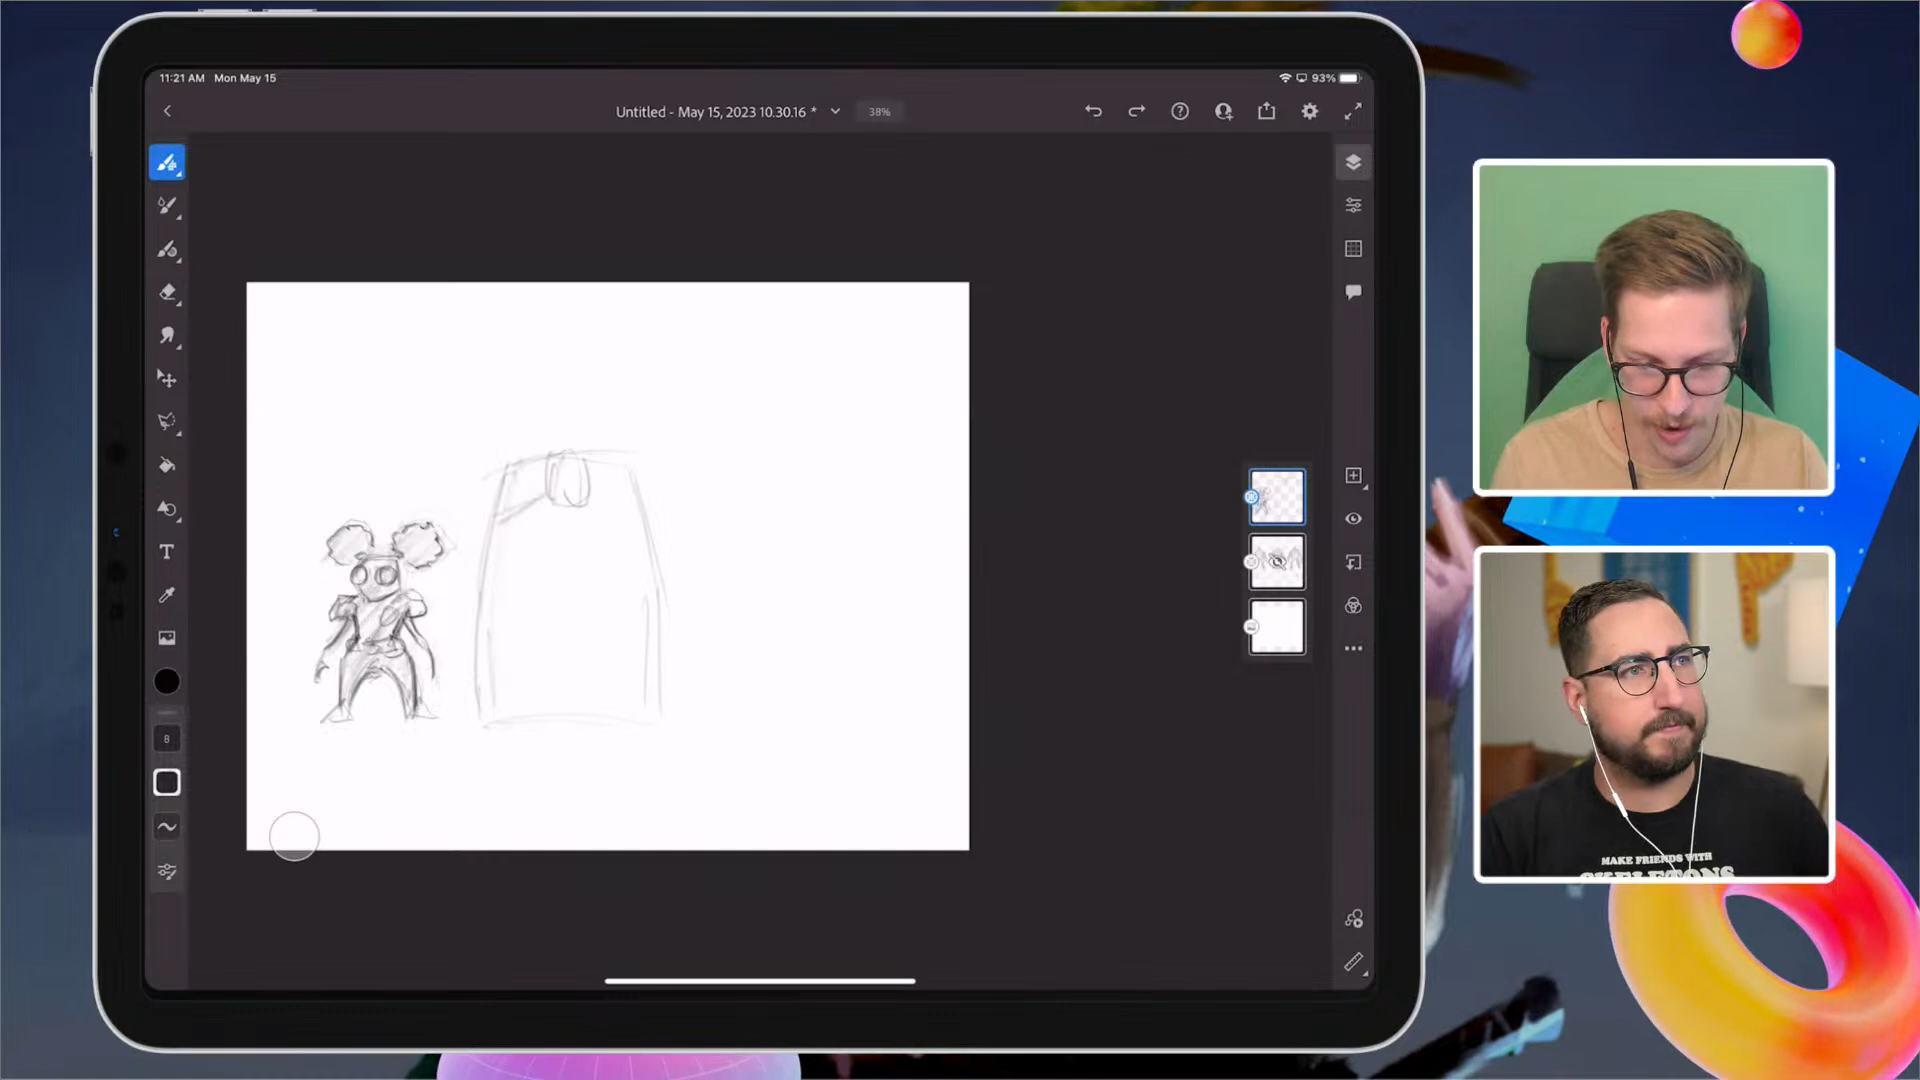 11:21 AM Mon May 15
93%
Untitled - May 15, 2023 10.30.16 *
38%
T
8
MAKE FRIENDS WITH
SKELETONS